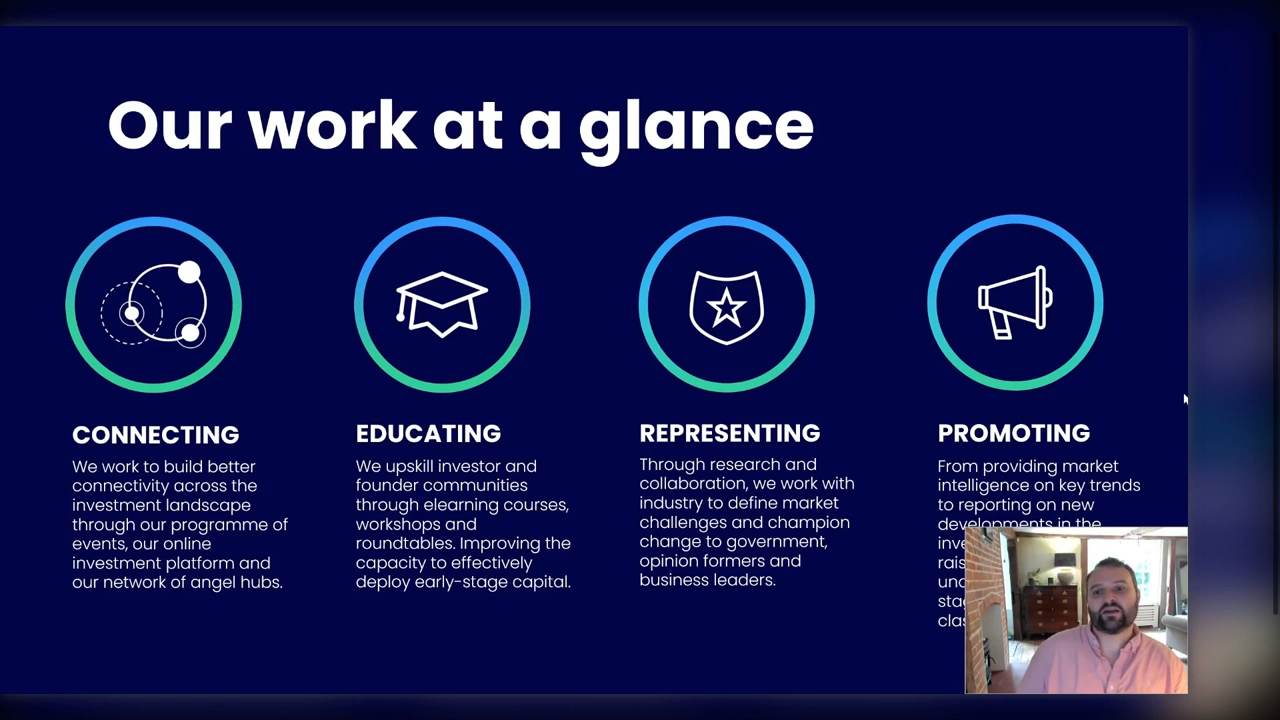 Our work at a glance
CONNECTING
We work to build better
connectivity across the
investment landscape
through our programme of
events, our online
investment platform and
our network of angel hubs.
EDUCATING
We upskill investor and
founder communities
through elearning courses,
workshops and
roundtables. Improving the
capacity to effectively
deploy early-stage capital.
REPRESENTING
Through research and
collaboration, we work with
industry to define market
challenges and champion
change to government,
opinion formers and
business leaders.
PROMOTING
From providing market
intelligence on key trends
to reporting on new
developments in the